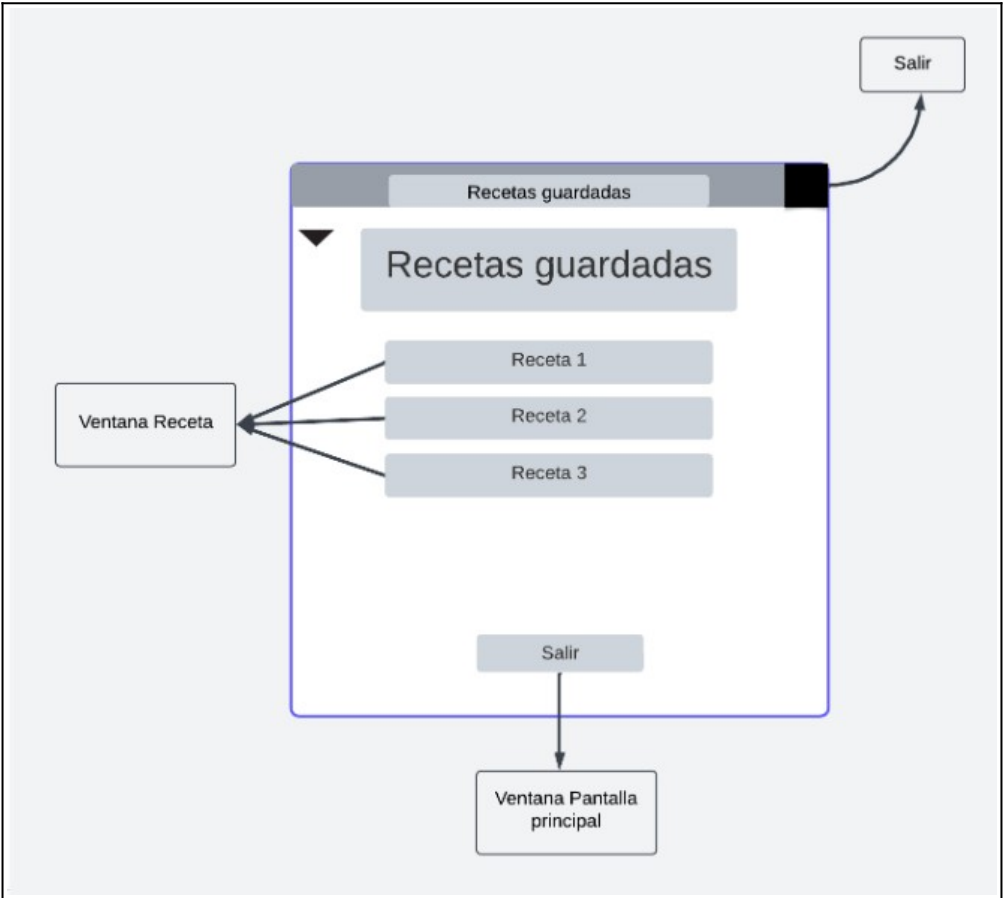 Salir
Recetas guardadas
Recetas guardadas
Receta 1
Ventana Receta
Receta 2
Receta 3
Salir
Ventana Pantalla
principal